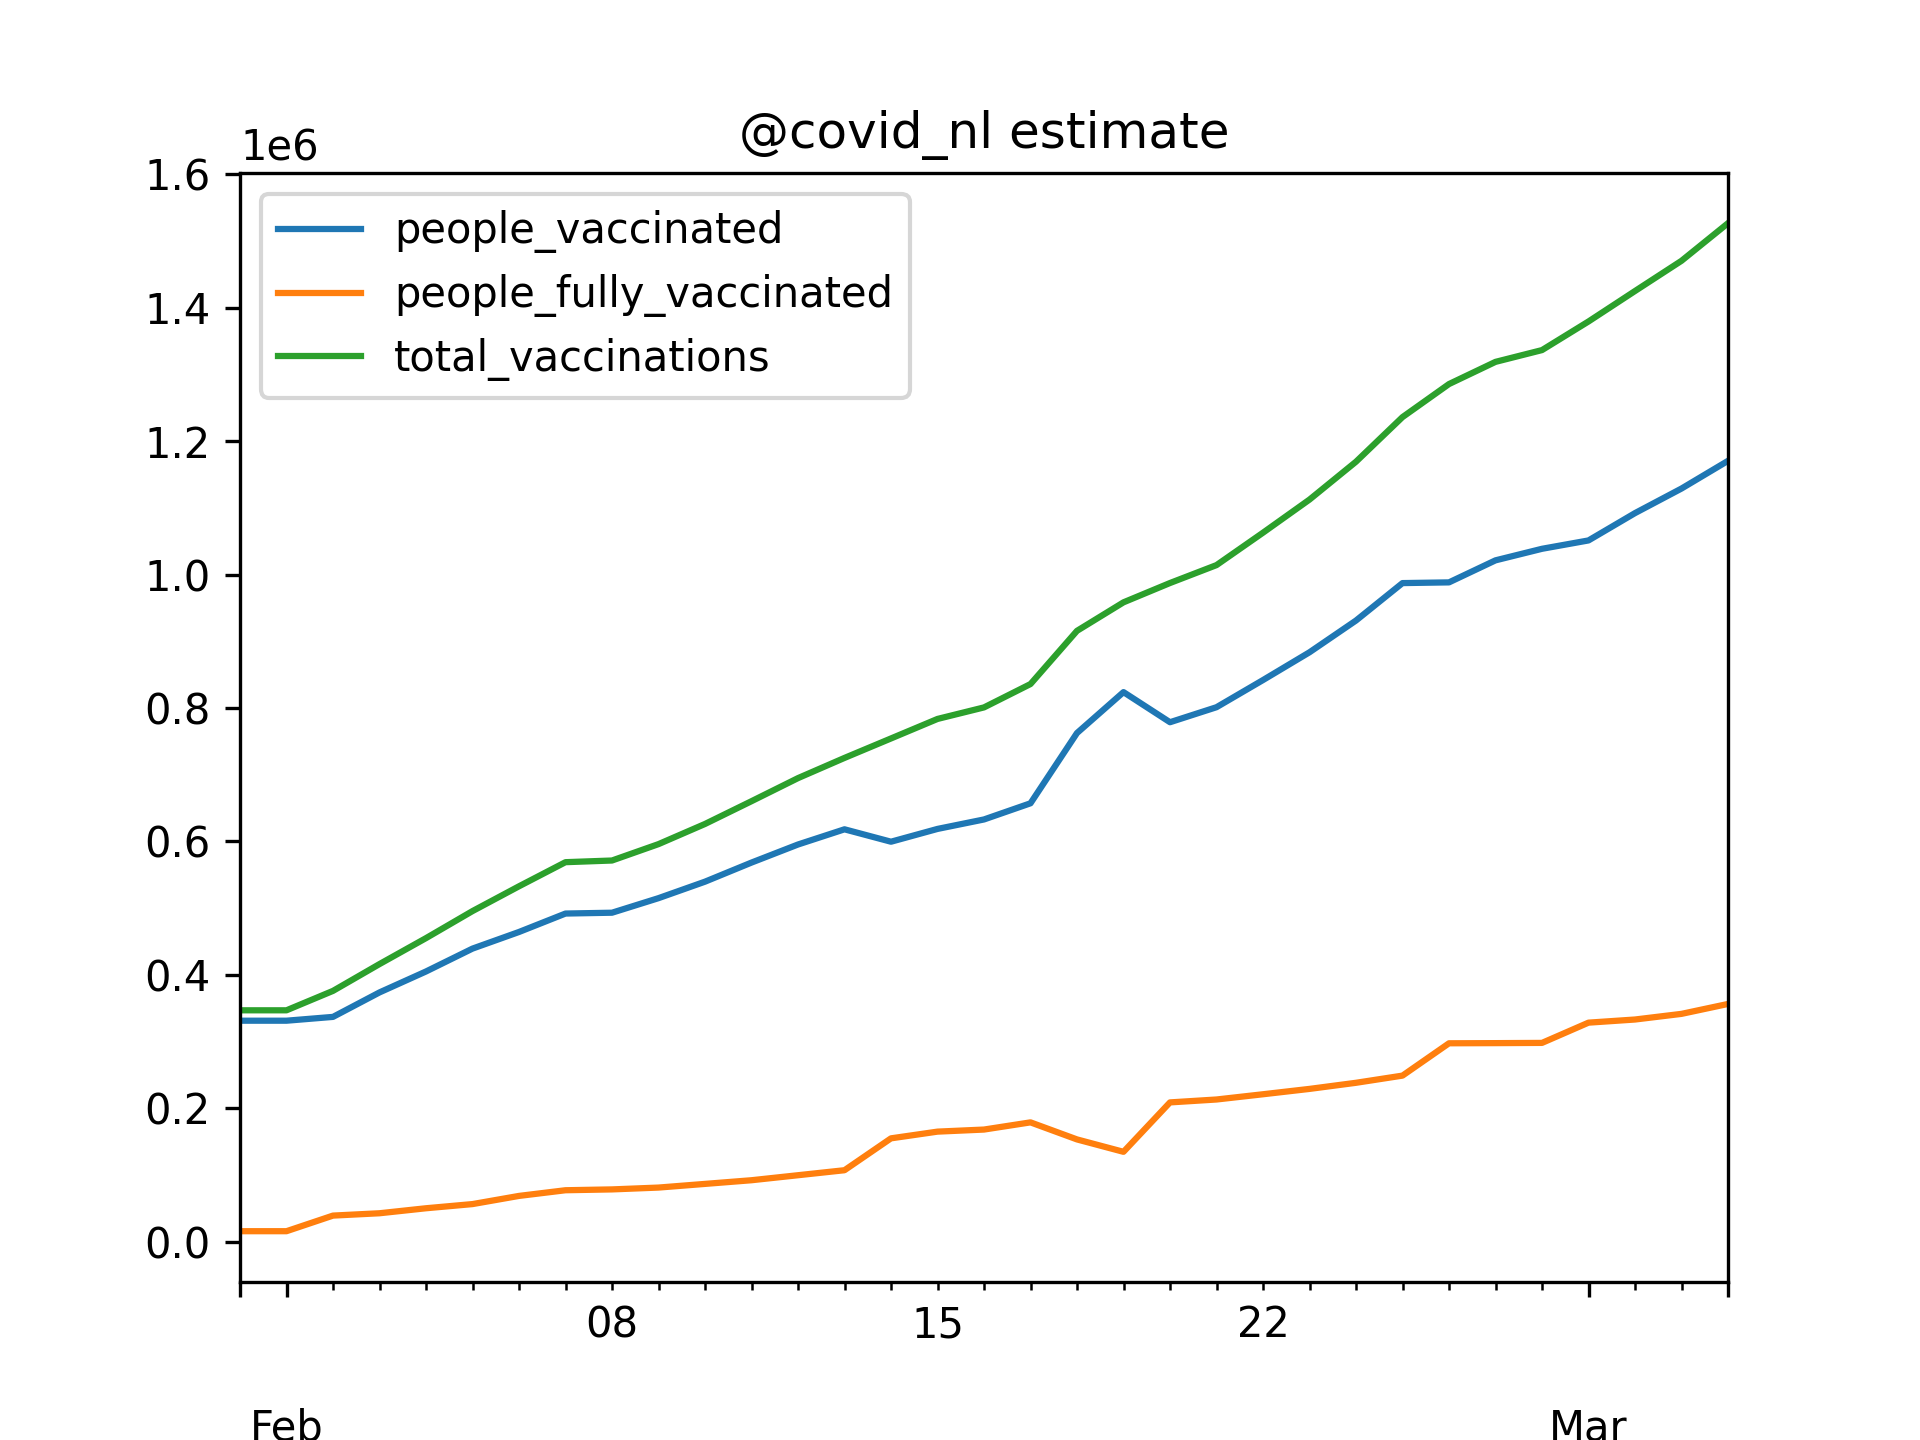 @covid_nl estimate
1e6
1.6
1.4
1.2
1.0
0.8
0.6
0.4
0.2
0.0
people_vaccinated
people_fully_vaccinated
total_vaccinations
08 15 22
Feb Mar